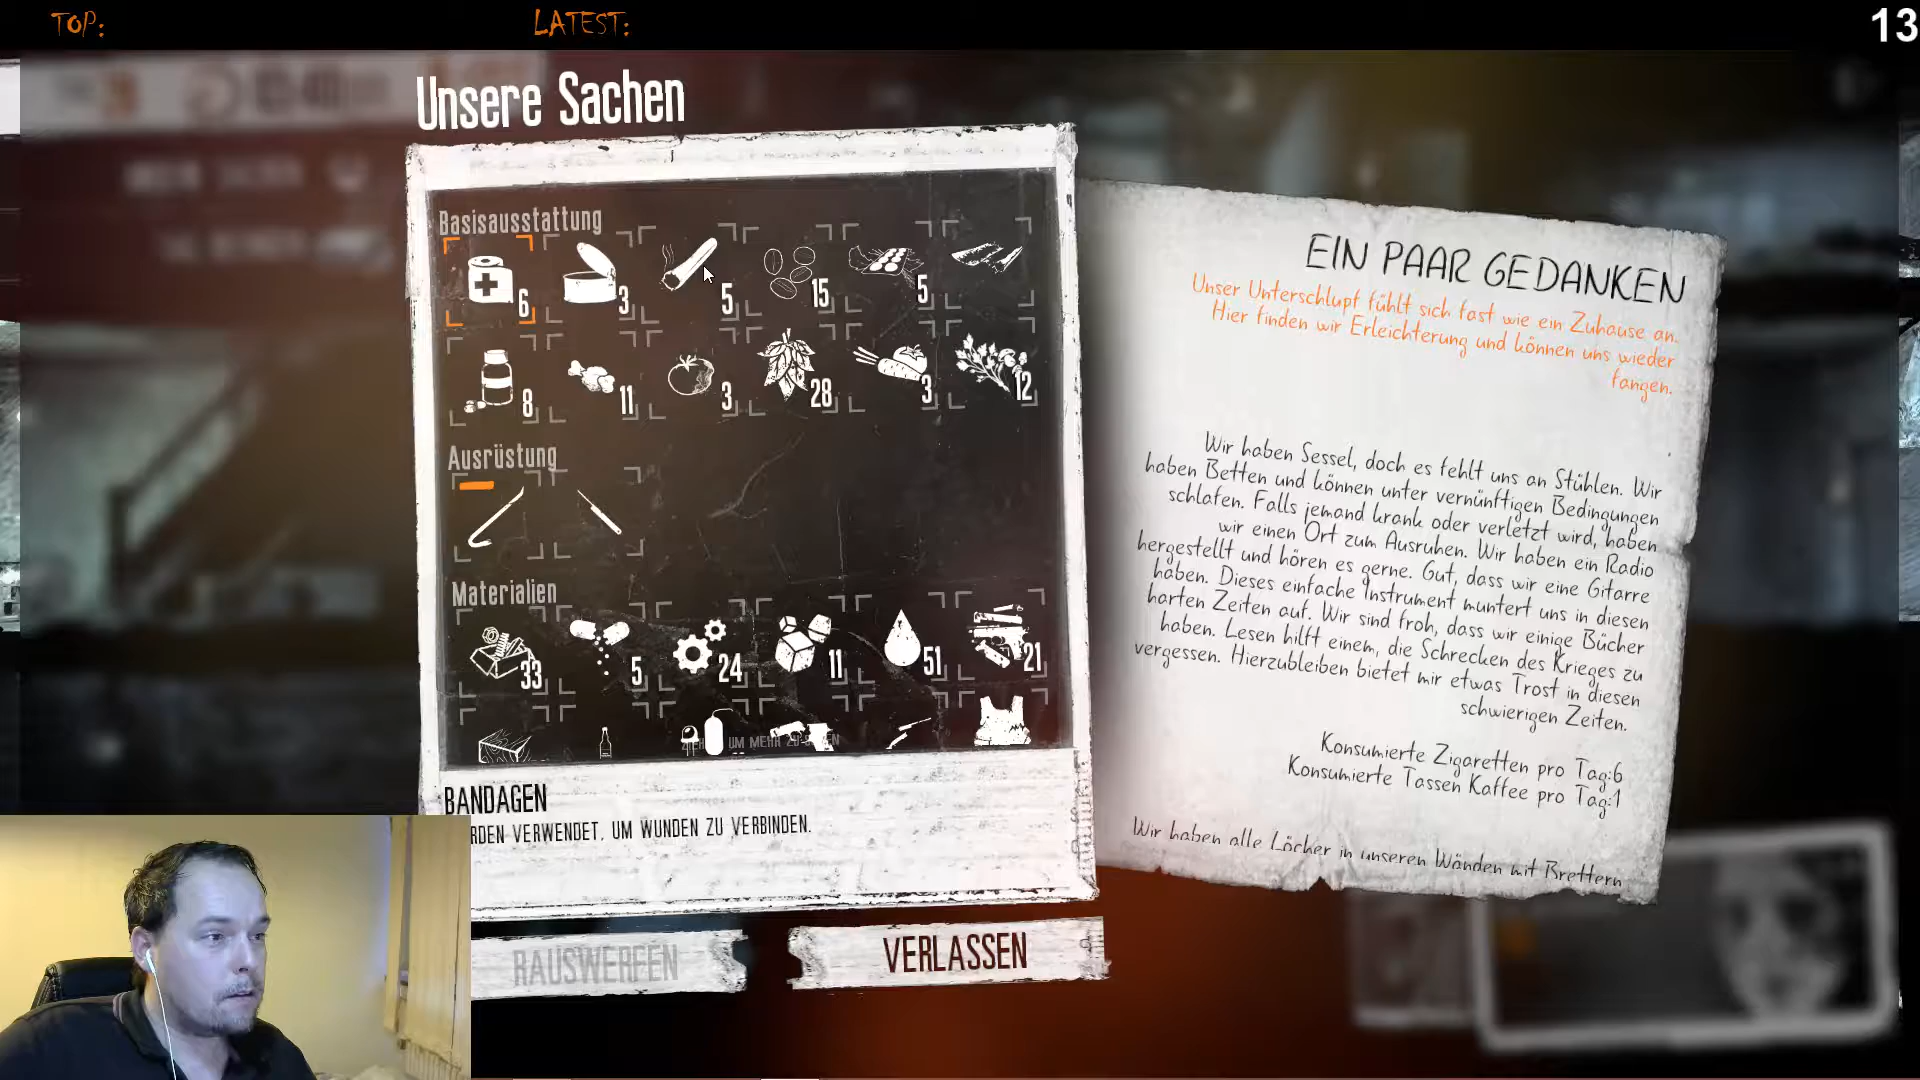 TOP:
LATEST:
13
Unsere Sachen
Basisausstattung
6
3
5
15
5
8
11
3
28
3
12
Ausrüstung
Materialien
33
5
24
11
51
21
UM MEHR ZU
BANDAGEN
RDEN VERWENDET, UM WUNDEN ZU VERBINDEN.
RAUSWERFEN
VERLASSEN
EIN PAAR GEDANKEN
Unser Unterschlupf fühlt sich fast wie ein Zuhause an.
Hier finden wir Erleichterung und können uns wieder
fangen.
Wir haben Sessel, doch es fehlt uns an Stühlen. Wir
haben Betten und können unter vernünftigen Bedingungen
schlafen. Falls jemand krank oder verletzt wird, haben
wir einen Ort zum Ausruhen. Wir haben ein Radio
hergestellt und hören es gerne. Gut, dass wir eine Gitarre
haben. Dieses einfache Instrument muntert uns in diesen
harten Zeiten auf. Wir sind froh, dass wir einige Bücher
haben. Lesen hilft einem, die Schrecken des Krieges zu
vergessen. Hierzubleiben bietet mir etwas Trost in diesen
schwierigen Zeiten.
Konsumierte Zigaretten pro Tag:6
Konsumierte Tassen Kaffee pro Tag:1
Wir haben alle Löcher in unseren Wänden mit Brettern